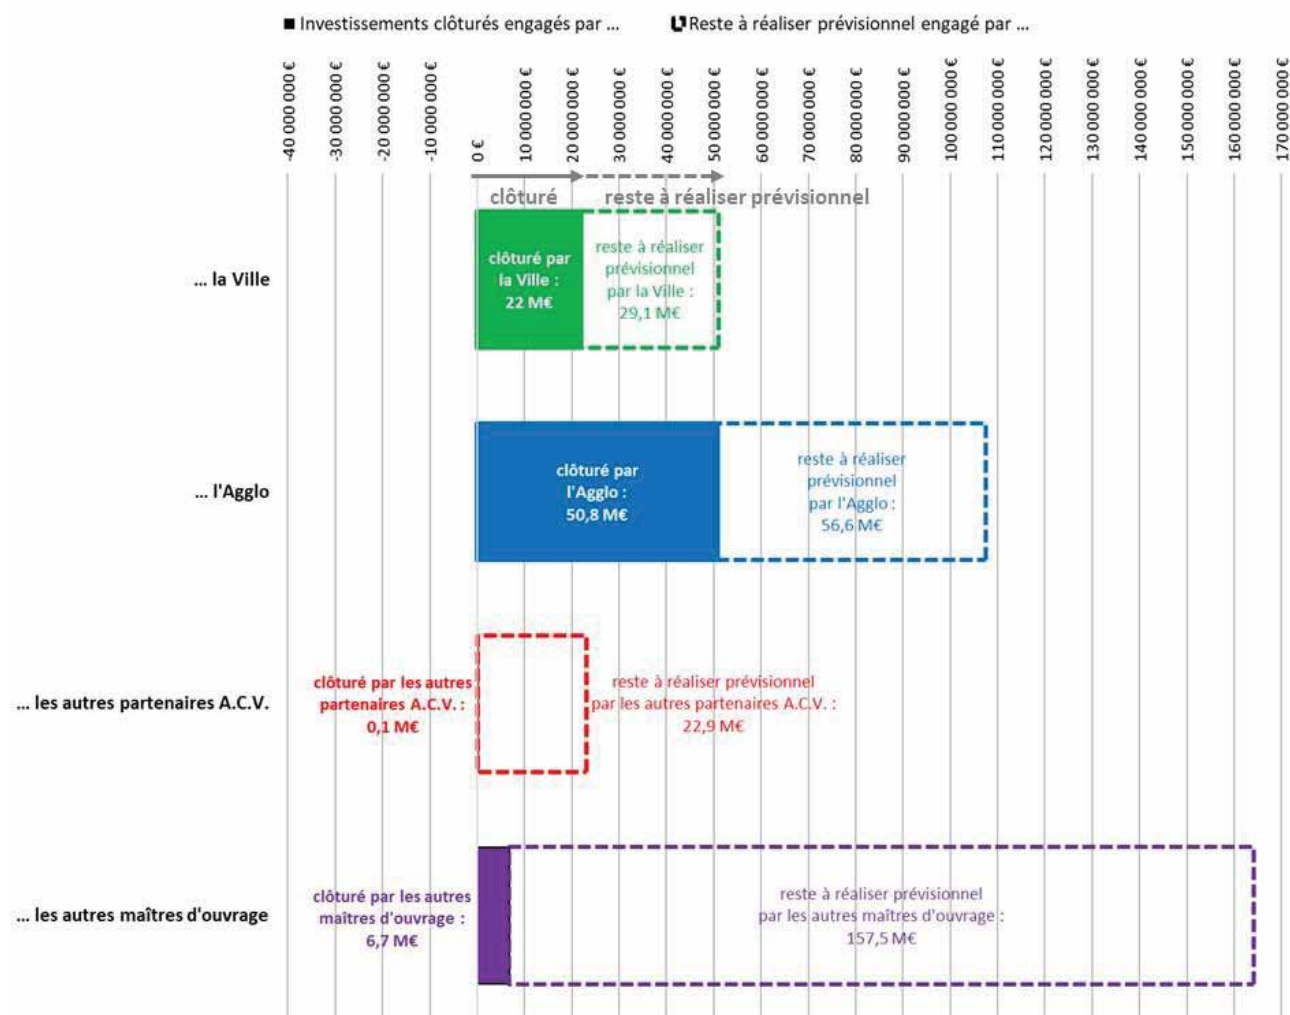 Investissements clôturés engagés par ...
Reste à réaliser prévisionnel engagé par ...
-40 000 000 €
-30 000 000 €
-20 000 000 €
-10 000 000 €
0 €
10 000 000 €
20 000 000 €
30 000 000 €
40 000 000 €
50 000 000 €
60 000 000 €
70 000 000 €
80 000 000 €
90 000 000 €
100 000 000 €
110 000 000 €
120 000 000 €
130 000 000 €
140 000 000 €
150 000 000 €
160 000 000 €
170 000 000 €
clôturé
reste à réaliser prévisionnel
... la Ville
clôturé par
la Ville :
22 M€
reste à réaliser
prévisionnel
par la Ville :
29,1 M€
... l'Agglo
clôturé par
l'Agglo :
50,8 M€
reste à réaliser
prévisionnel
par l'Agglo :
56,6 M€
... les autres partenaires A.C.V.
clôturé par les autres
partenaires A.C.V. :
0,1 M€
reste à réaliser prévisionnel
par les autres partenaires A.C.V. :
22,9 M€
... les autres maîtres d'ouvrage
clôturé par les autres
maîtres d'ouvrage :
6,7 M€
reste à réaliser prévisionnel
par les autres maîtres d'ouvrage :
157,5 M€